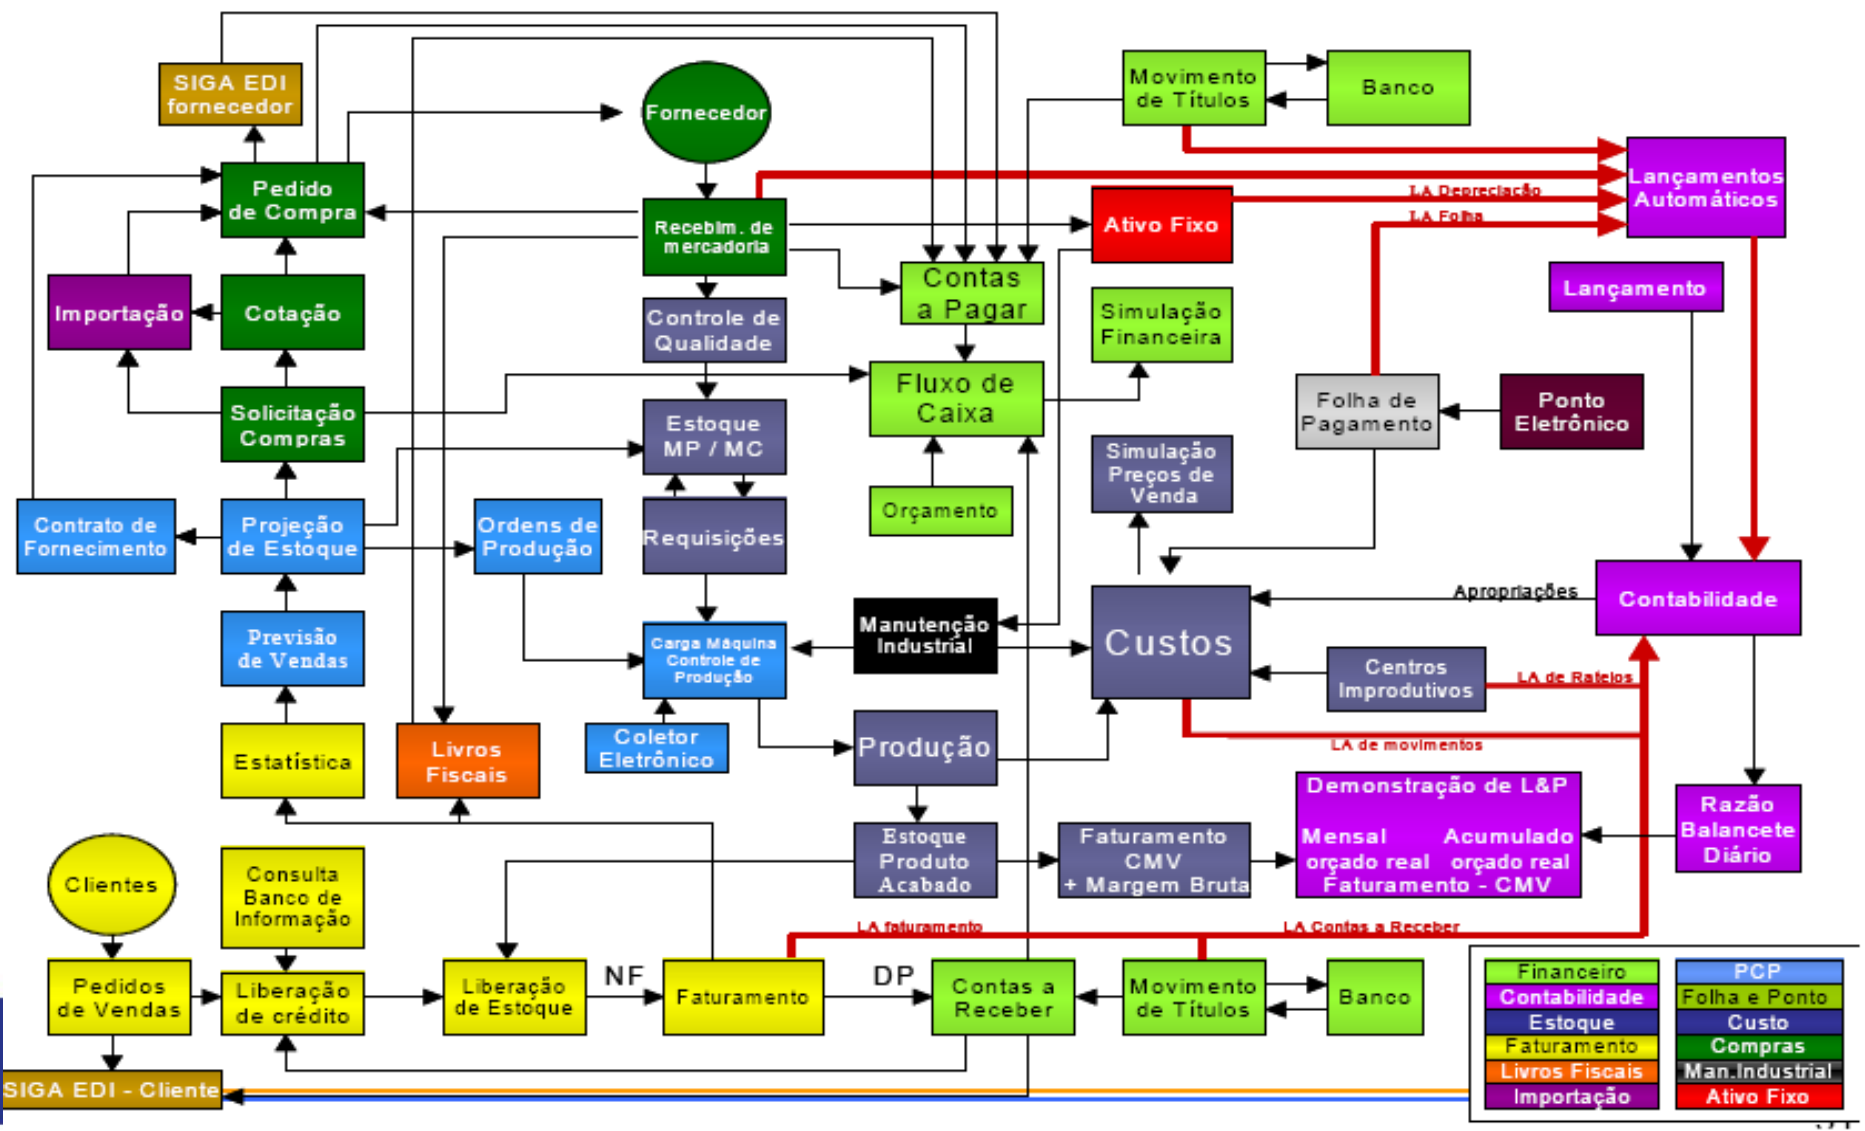 SIGA EDI
fornecedor
Fornecedor
Movimento
de Títulos
Banco
Pedido
de Compra
Recebim. de
mercadoria
Ativo Fixo
LA Depreciação
LA Folha
Lançamentos
Automáticos
Importação
Cotação
Controle de
Qualidade
Contas
a Pagar
Simulação
Financeira
Lançamento
Solicitação
Compras
Estoque
MP / MC
Fluxo de
Caixa
Folha de
Pagamento
Ponto
Eletrônico
Simulação
Preços de
Venda
Contrato de
Fornecimento
Projeção
de Estoque
Ordens de
Produção
Requisições
Orçamento
Previsão
de Vendas
Carga Máquina
Controle de
Produção
Manutenção
Industrial
Custos
Apropriações
Contabilidade
Centros
Improdutivos
LA de Rateios
LA de movimentos
Estatística
Livros
Fiscais
Coletor
Eletrônico
Produção
Demonstração de L&P
Mensal Acumulado
orçado real orçado real
Faturamento - CMV
Razão
Balancete
Diário
Clientes
Consulta
Banco de
Informação
Estoque
Produto
Acabado
Faturamento
CMV
+ Margem Bruta
LA faturamento
LA Contas a Receber
Pedidos
de Vendas
Liberação
de crédito
Liberação
de Estoque
NF
Faturamento
DP
Contas a
Receber
Movimento
de Títulos
Banco
SIGA EDI - Cliente
Financeiro
PCP
Contabilidade
Folha e Ponto
Estoque
Custo
Faturamento
Compras
Livros Fiscais
Man.Industrial
Importação
Ativo Fixo